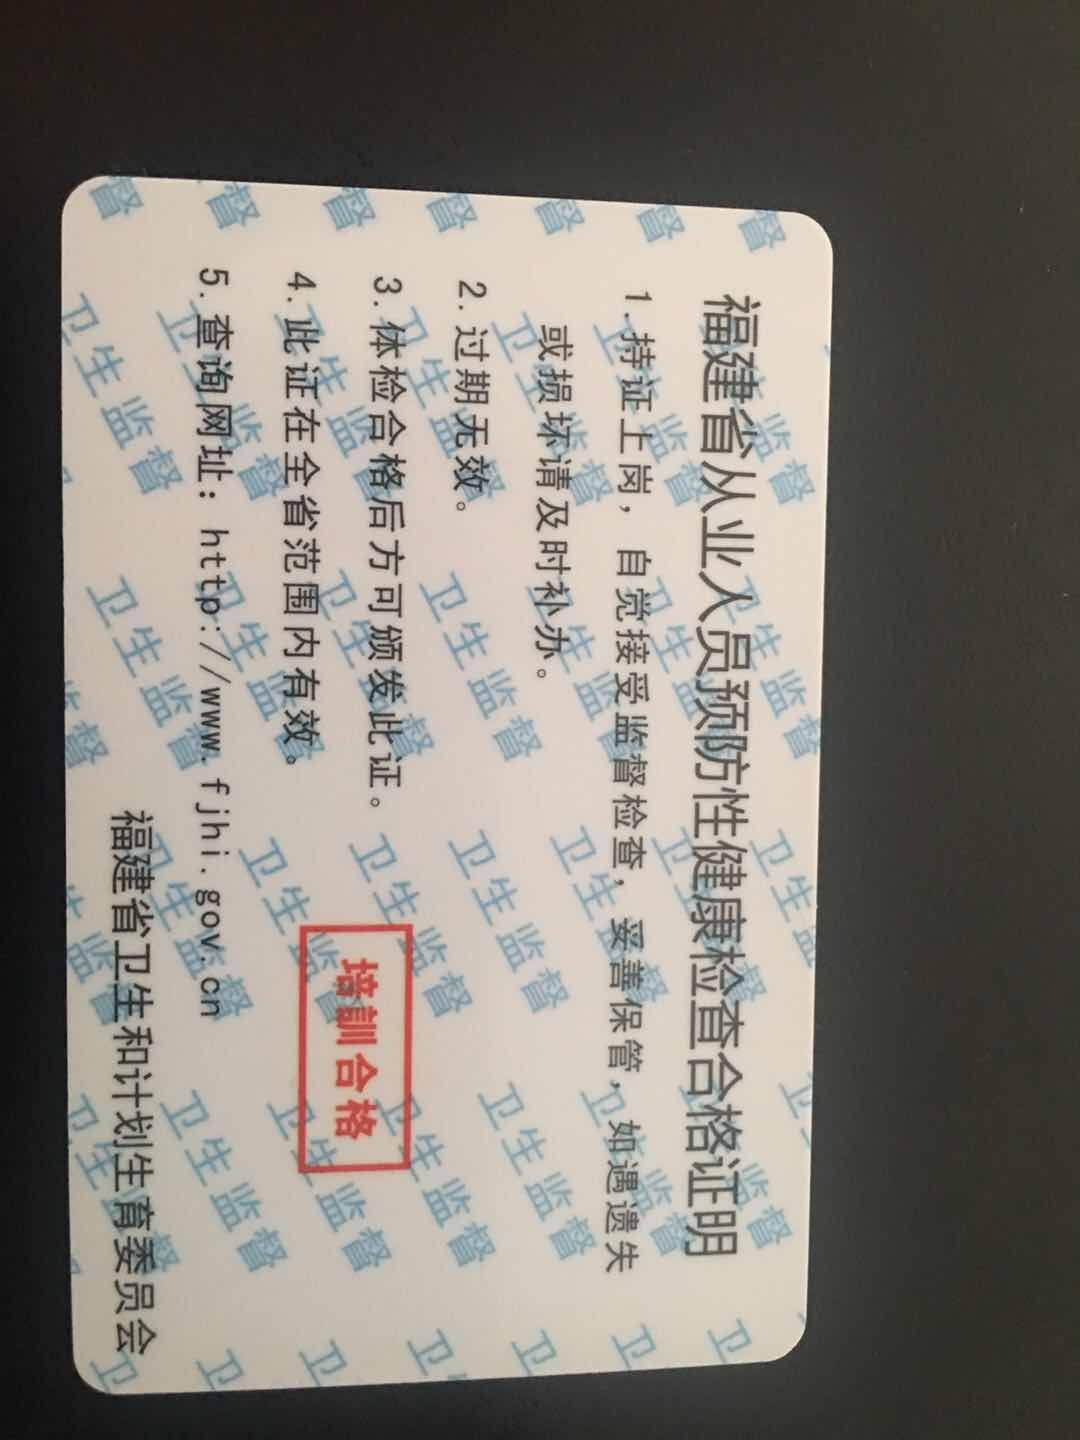 福建省从业人员预防性健康检查合格证明
1.持证上岗，自觉接受监督检查，妥善保管，如遇遗失
或损坏请及时补办。
2.过期无效。
3.体检合格后方可颁发此证。
4.此证在全省范围内有效。
5.查询网址：http://www.fjhi.gov.cn
培訓合格
福建省卫生和计划生育委员会
卫生监督